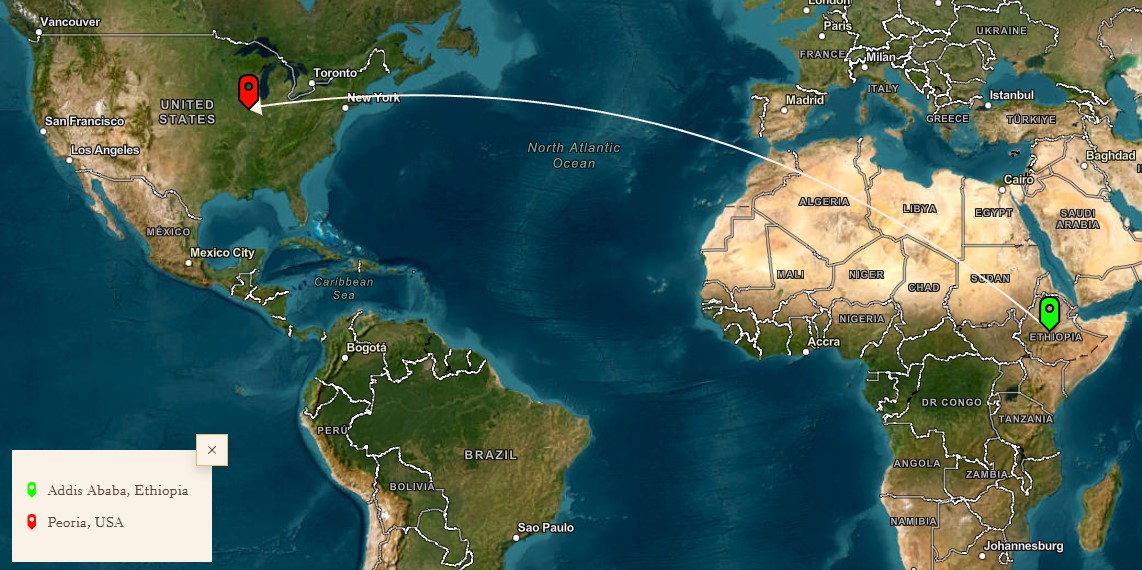 London
Vancouver
Paris
UKRAINE
FRANCE
Milan
Toronto
ITALY
New York
Madrid
Istanbul
UNITED
STATES
GREECE
TÜRKIYE
San Francisco
Los Angeles
North Atlantic
Ocean
Baghdad
Cairo
ALGERIA
LIBYA
EGYPT
SAUDI
ARABIA
MÉXICO
Mexico City
MALI
NIGER
CHAD
SUDAN
Caribbean
Sea
NIGERIA
ETHIOPIA
Accra
Bogotá
DR CONGO
TANZANIA
PERÚ
BRAZIL
ANGOLA
ZAMBIA
BOLIVIA
NAMIBIA
Sao Paulo
Johannesburg
×
Addis Ababa, Ethiopia
Peoria, USA